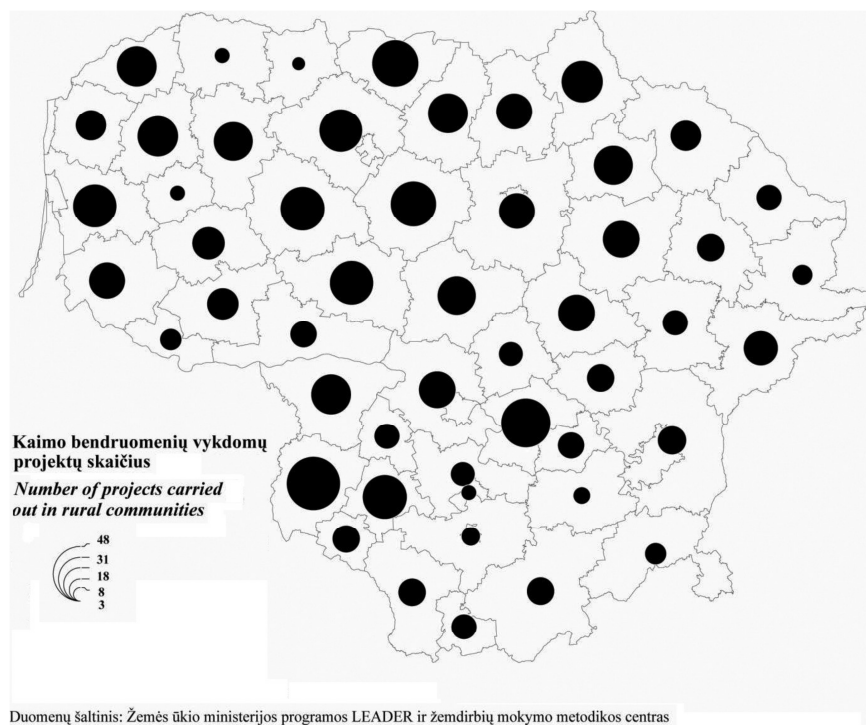 Kaimo bendruomenių vykdomų
projektų skaičius
Number of projects carried
out in rural communities
48
31
18
8
3
Duomenų šaltinis: Žemės ūkio ministerijos programos LEADER ir žemdirbių mokymo metodikos centras